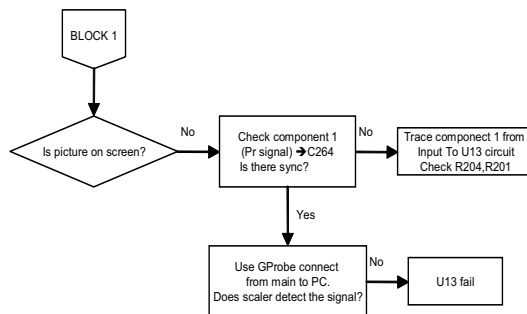 BLOCK 1
Is picture on screen?
No
Check component 1
(Pr signal) ➔C264
Is there sync?
No
Trace component 1 from
Input To U13 circuit
Check R204,R201
Yes
Use GProbe connect
from main to PC.
Does scaler detect the signal?
No
U13 fail